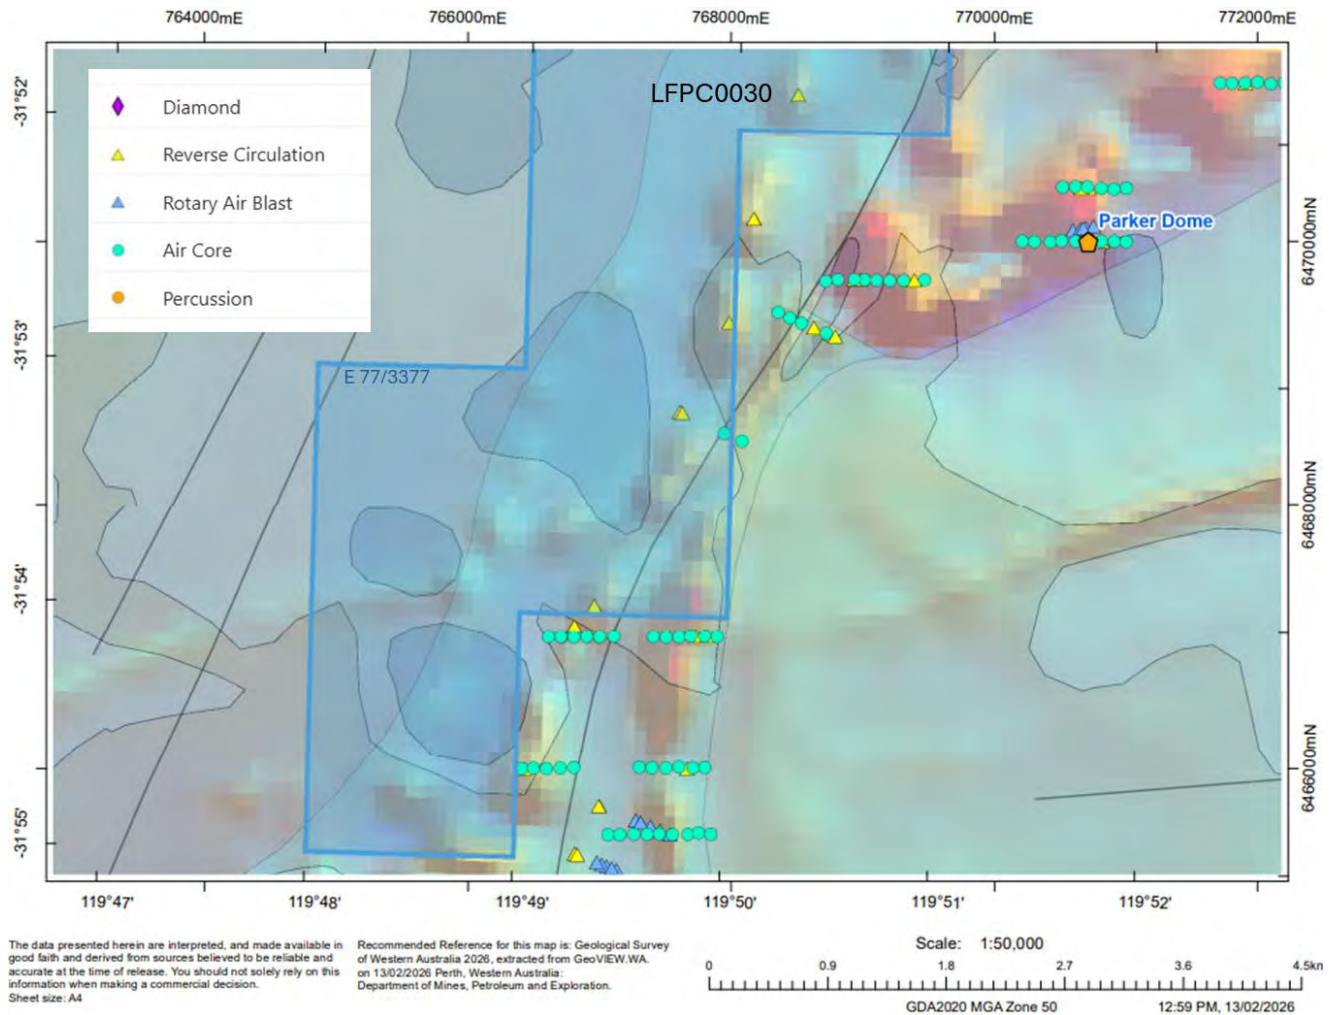 764000mE 766000mE 768000mE 770000mE 772000mE
-31°52'
-31°53'
-31°54'
-31°55'
Diamond
Reverse Circulation
Rotary Air Blast
Air Core
Percussion
LFPC0030
Parker Dome
E 77/3377
6470000mN
6468000mN
6466000mN
119°47' 119°48' 119°49' 119°50' 119°51' 119°52'
The data presented herein are interpreted, and made available in
good faith and derived from sources believed to be reliable and
accurate at the time of release. You should not solely rely on this
information when making a commercial decision.
Sheet size: A4
Recommended Reference for this map is: Geological Survey
of Western Australia 2026, extracted from GeoVIEW.WA.
on 13/02/2026 Perth, Western Australia:
Department of Mines, Petroleum and Exploration.
Scale: 1:50,000
0 0.9 1.8 2.7 3.6 4.5km
GDA2020 MGA Zone 50 12:59 PM, 13/02/2026